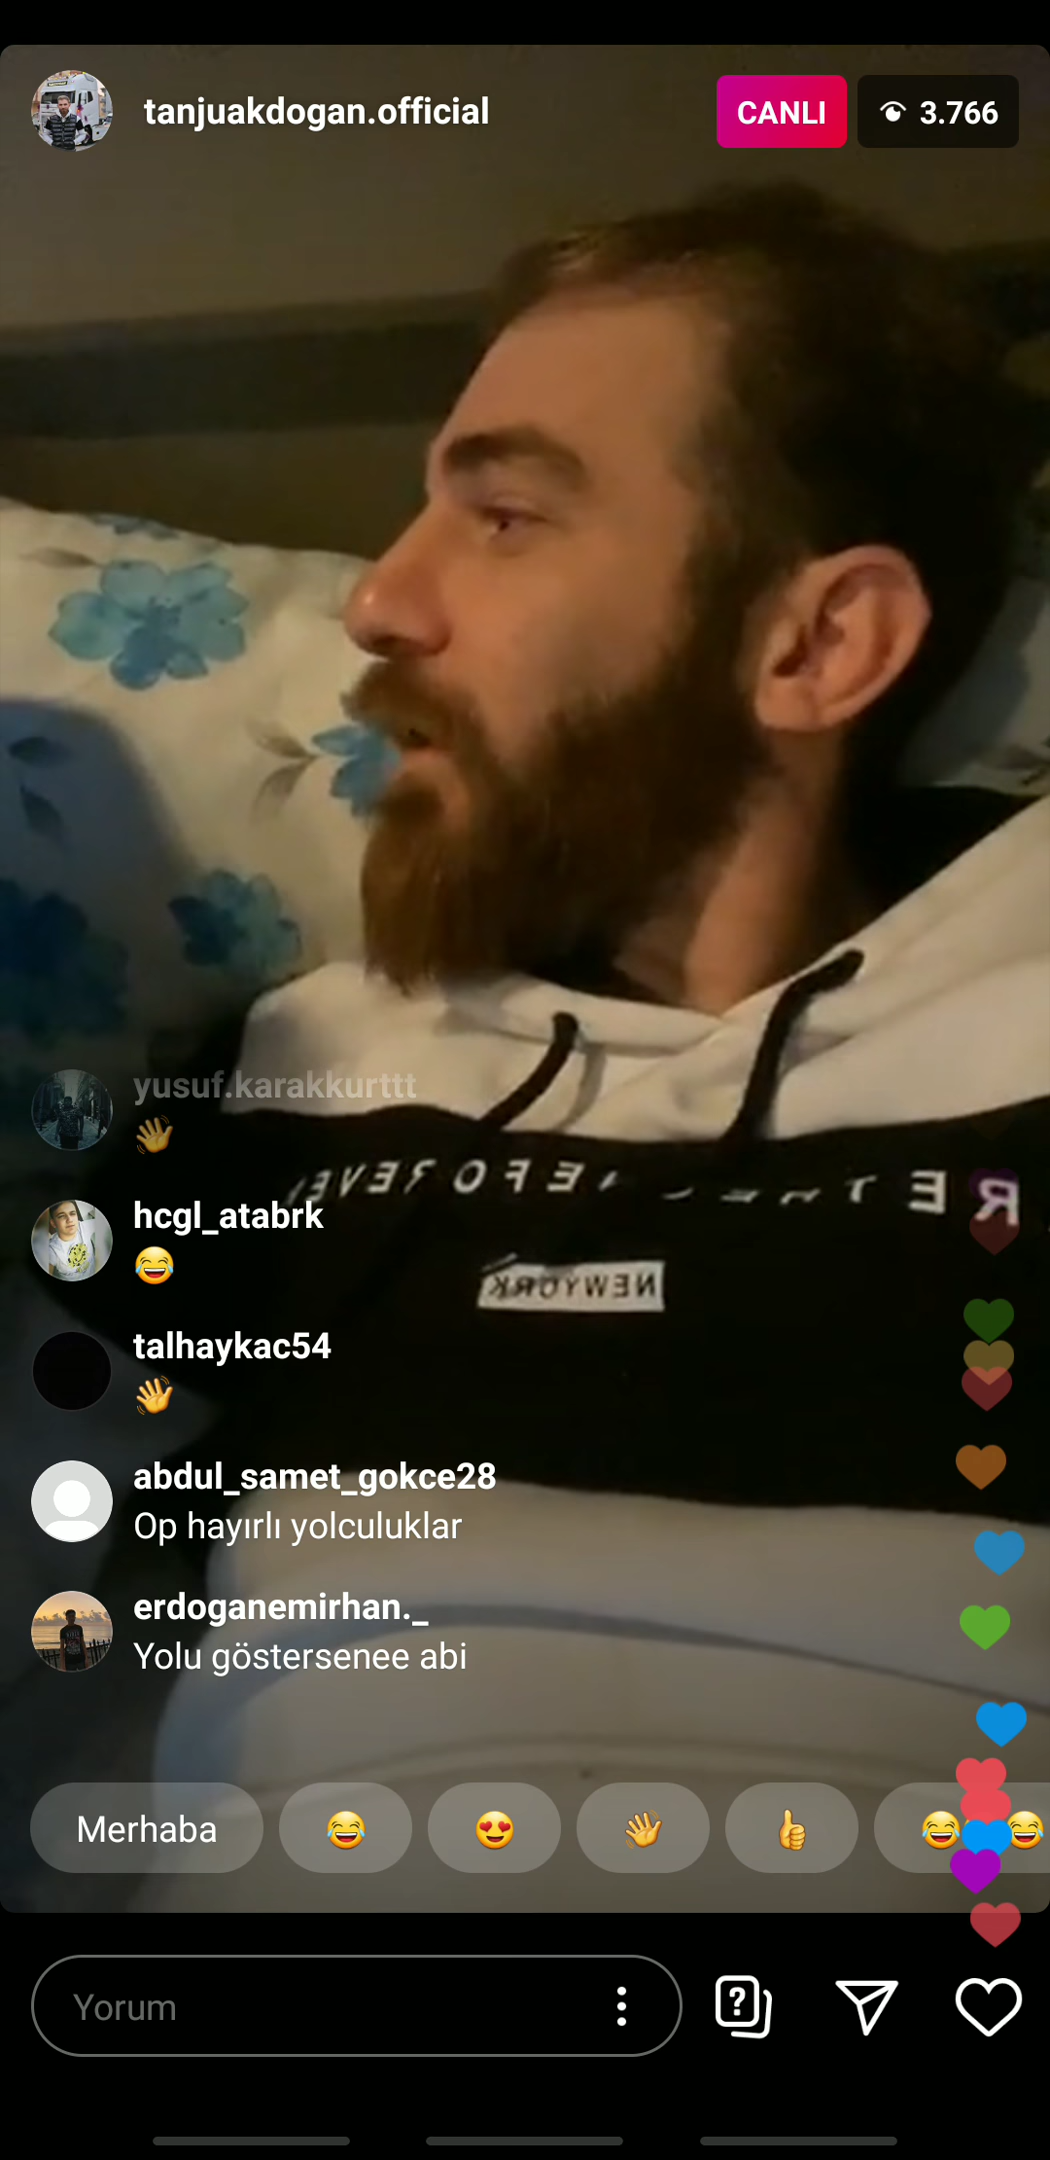 tanjuakdogan.official
CANLI
3.766
yusuf.karakkurttt
hcgl_atabrk
talhaykac54
NEWYORK
abdul_samet_gokce28
Op hayırlı yolculuklar
erdoganemirhan._
Yolu göstersenee abi
Merhaba
Yorum